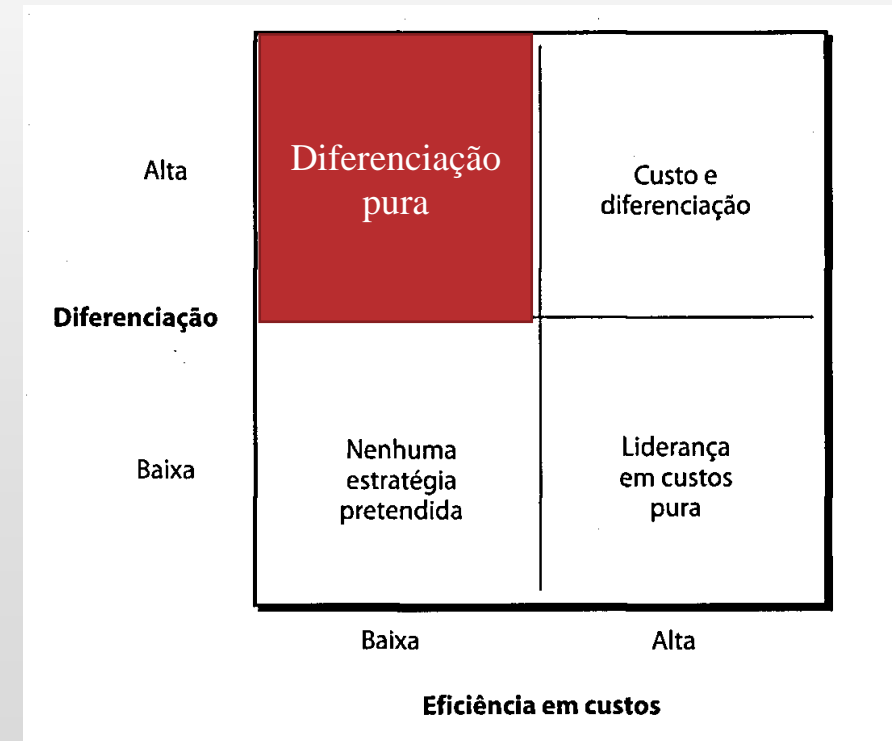 Alta
Diferenciação
pura
Custo e
diferenciação
Diferenciação
Baixa
Nenhuma
estratégia
pretendida
Liderança
em custos
pura
Baixa
Alta
Eficiência em custos